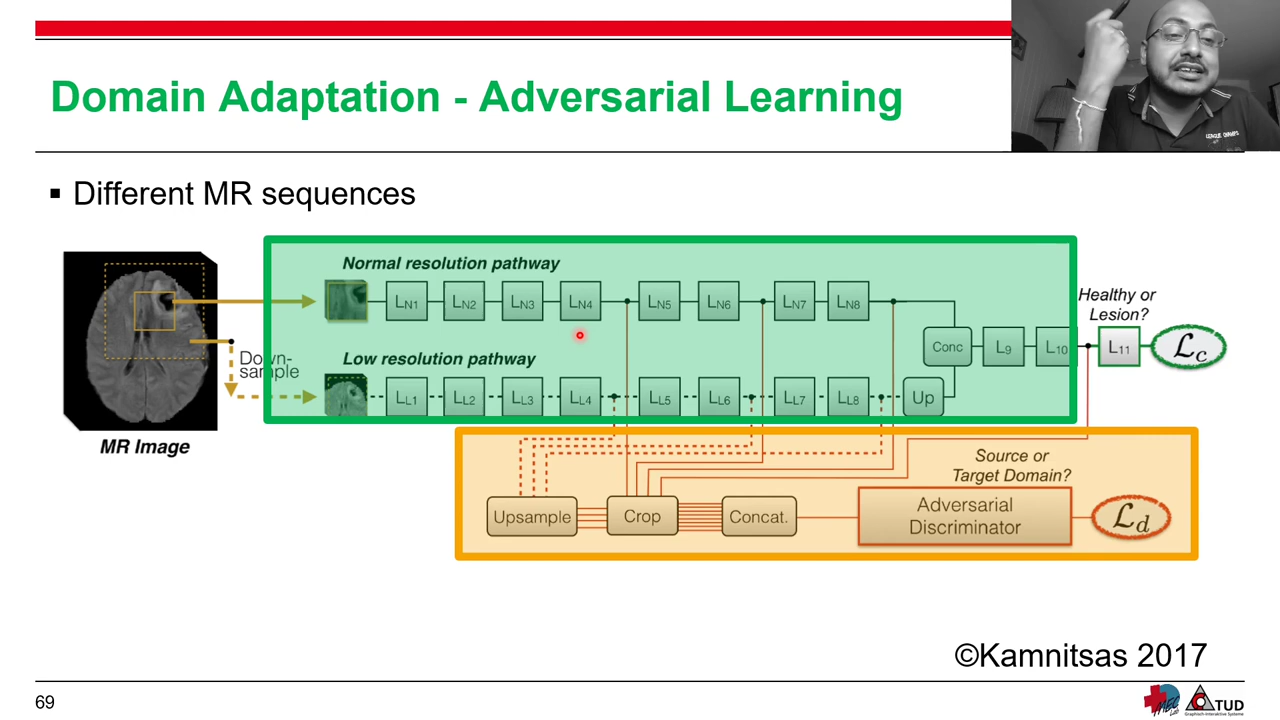 Domain Adaptation - Adversarial Learning
▪ Different MR sequences
Normal resolution pathway
LN1 LN2 LN3 LN4 LN5 LN6 LN7 LN8
Healthy or
Lesion?
Conc L9 L10 L11 ℒc
Down-
sample
Low resolution pathway
LL1 LL2 LL3 LL4 LL5 LL6 LL7 LL8 Up
MR Image
Source or
Target Domain?
Upsample Crop Concat. Adversarial
Discriminator
ℒd
©Kamnitsas 2017
69
TUD